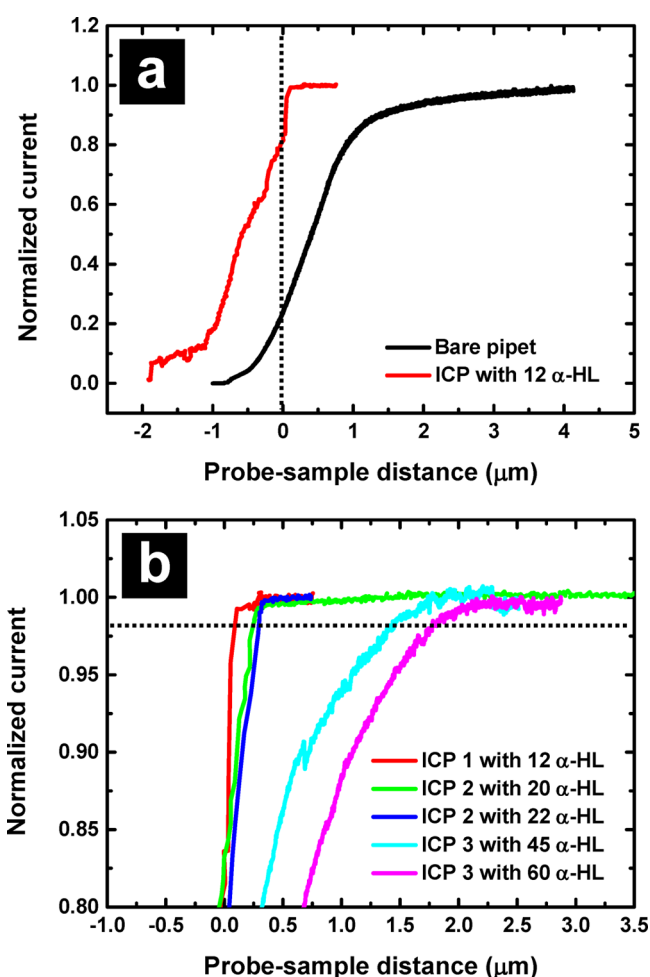 a
1.2
1.0
0.8
0.6
0.4
0.2
0.0
Normalized current
Bare pipet
ICP with 12 α-HL
-2 -1 0 1 2 3 4 5
Probe-sample distance (μm)
b
1.05
1.00
0.95
0.90
0.85
0.80
Normalized current
ICP 1 with 12 α-HL
ICP 2 with 20 α-HL
ICP 2 with 22 α-HL
ICP 3 with 45 α-HL
ICP 3 with 60 α-HL
-1.0 -0.5 0.0 0.5 1.0 1.5 2.0 2.5 3.0 3.5
Probe-sample distance (μm)